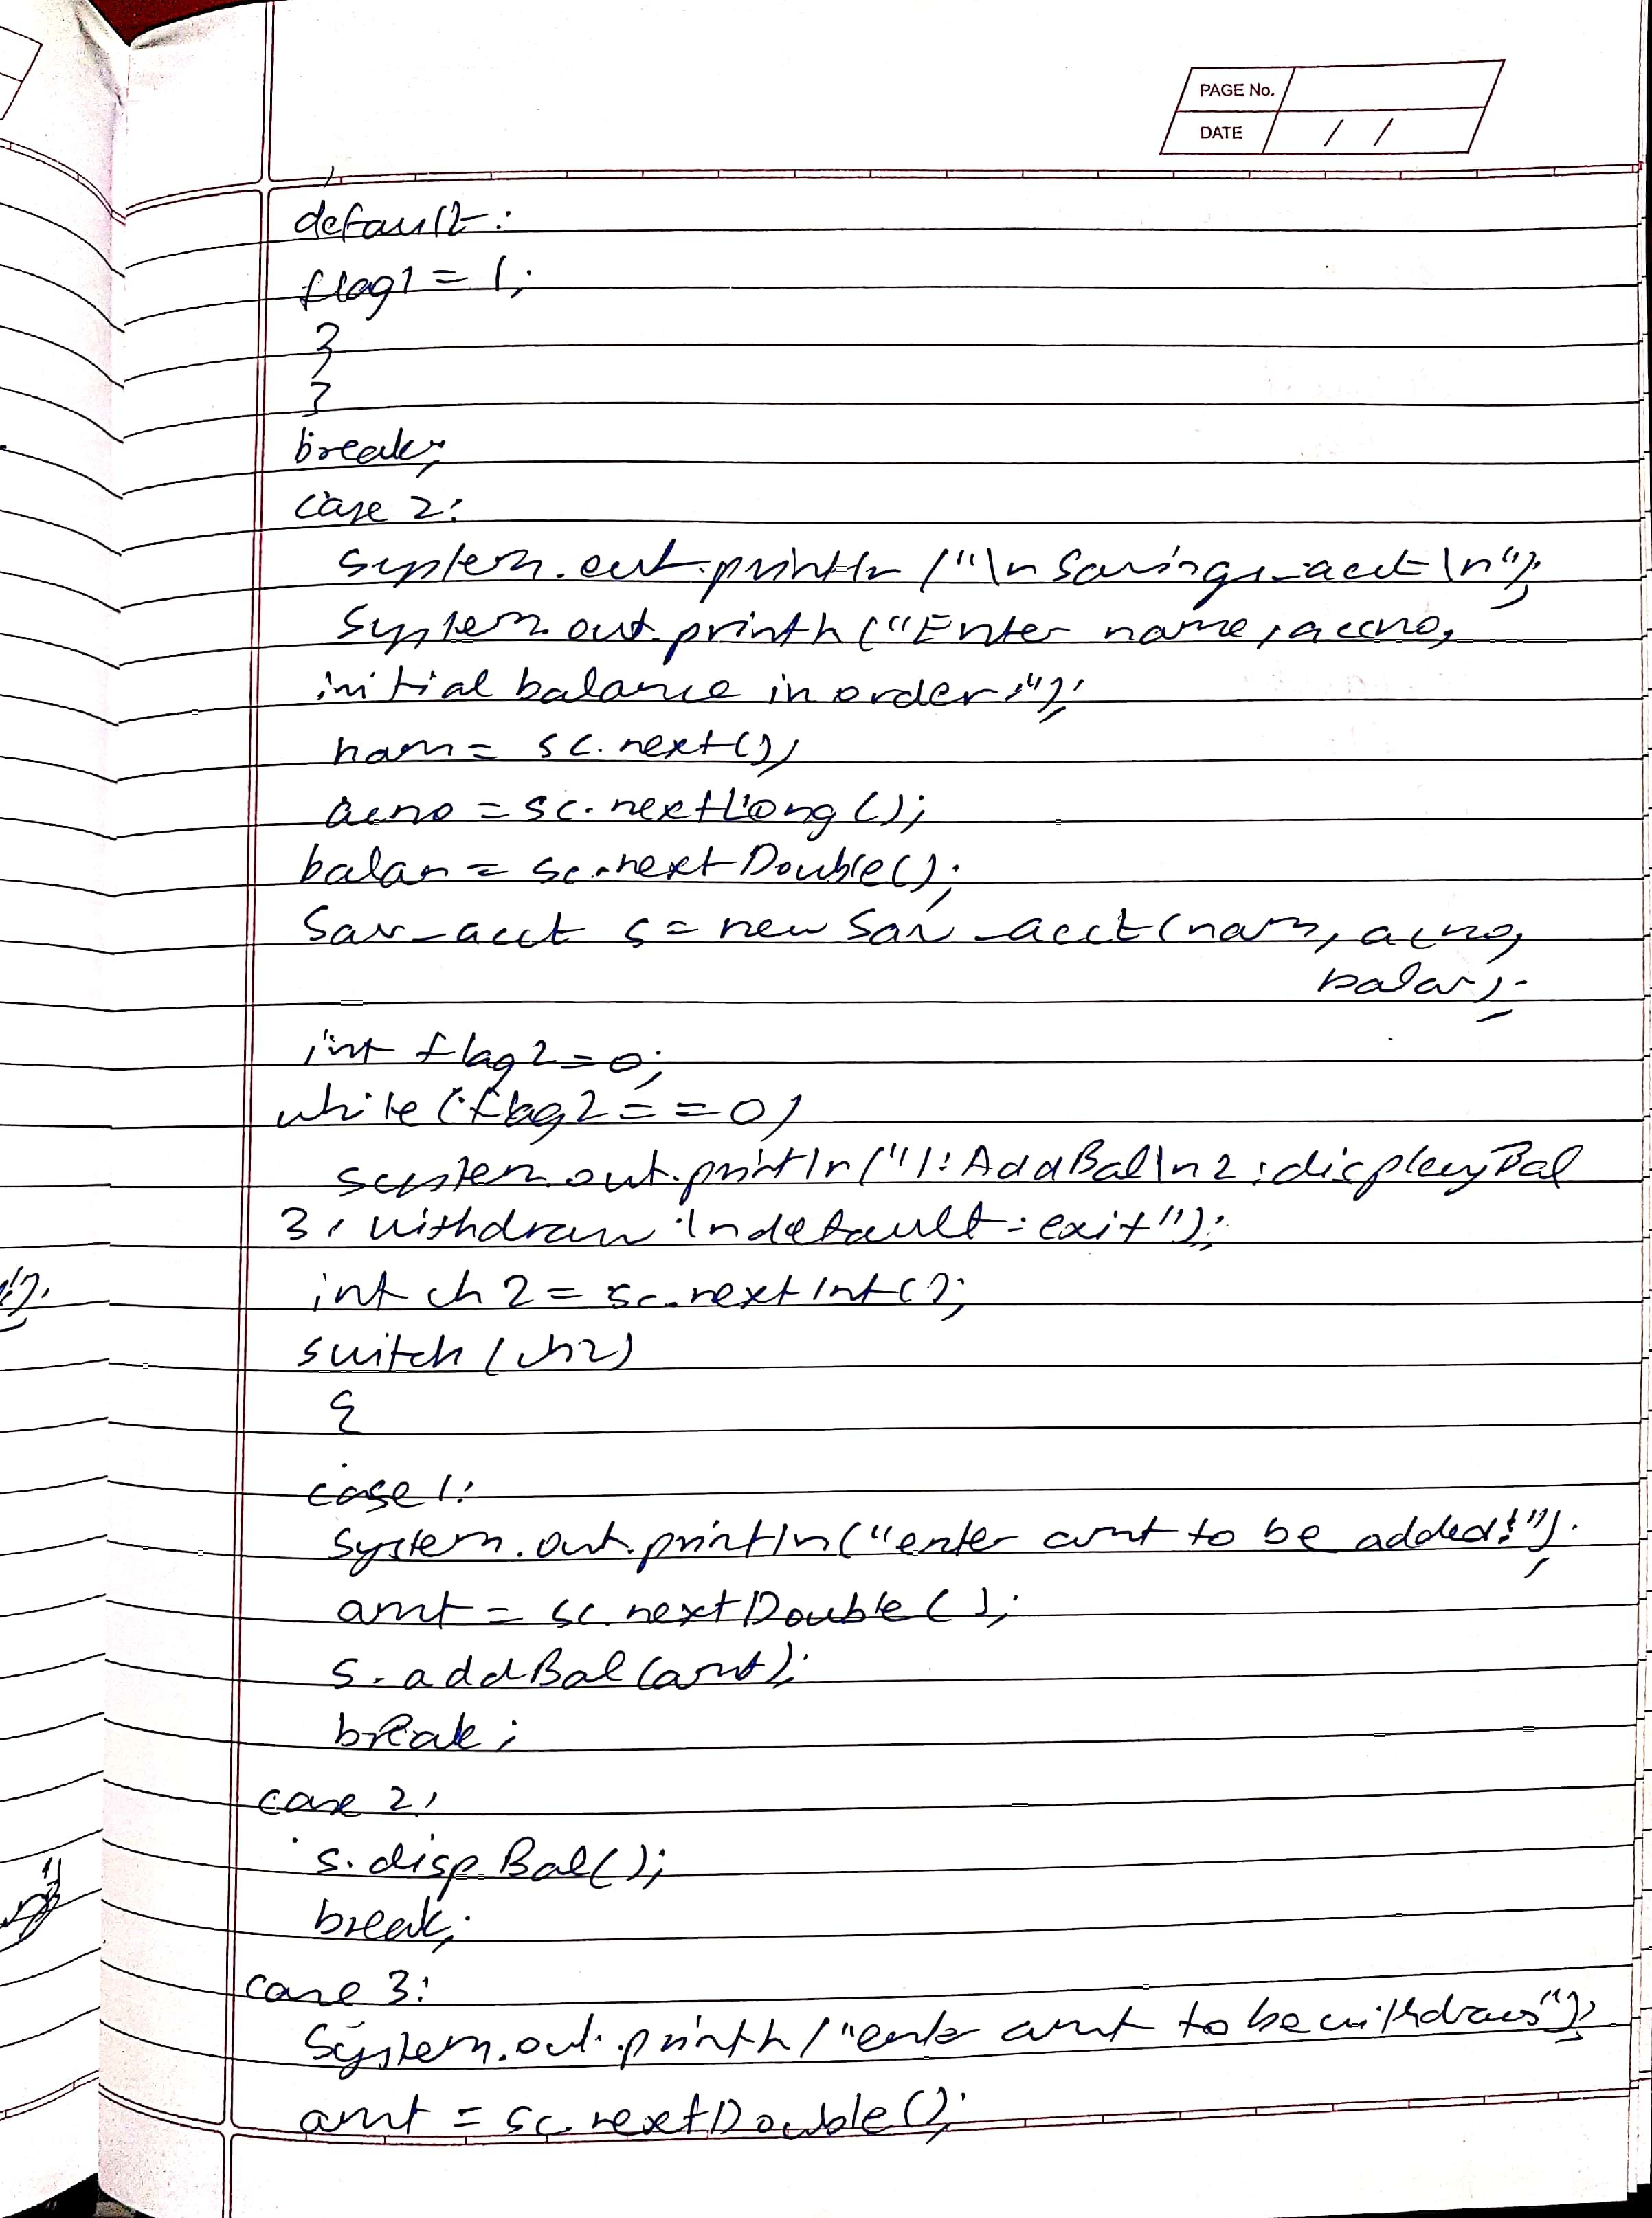 PAGE No.
DATE / /
default:
flag1 = 1;
}
}
break;
case 2:
System.out.println("\n Savings_acct \n");
System.out.println("Enter name, accno,
initial balance in order:");
nam = sc.next();
acno = sc.nextLong();
balan = sc.nextDouble();
Sav_acct s = new Sav_acct(nam, acno,
balan);
int flag2=0;
while(flag2==0)
System.out.println("1:AddBal\n2:displayBal
3: withdraw \n default:exit");
int ch2 = sc.nextInt();
switch(ch2)
{
case 1:
System.out.println("enter amt to be added:");
amt = sc.nextDouble();
s.addBal(amt);
break;
case 2:
s.dispBal();
break;
case 3:
System.out.println("enter amt to be withdraw");
amt = sc.nextDouble();